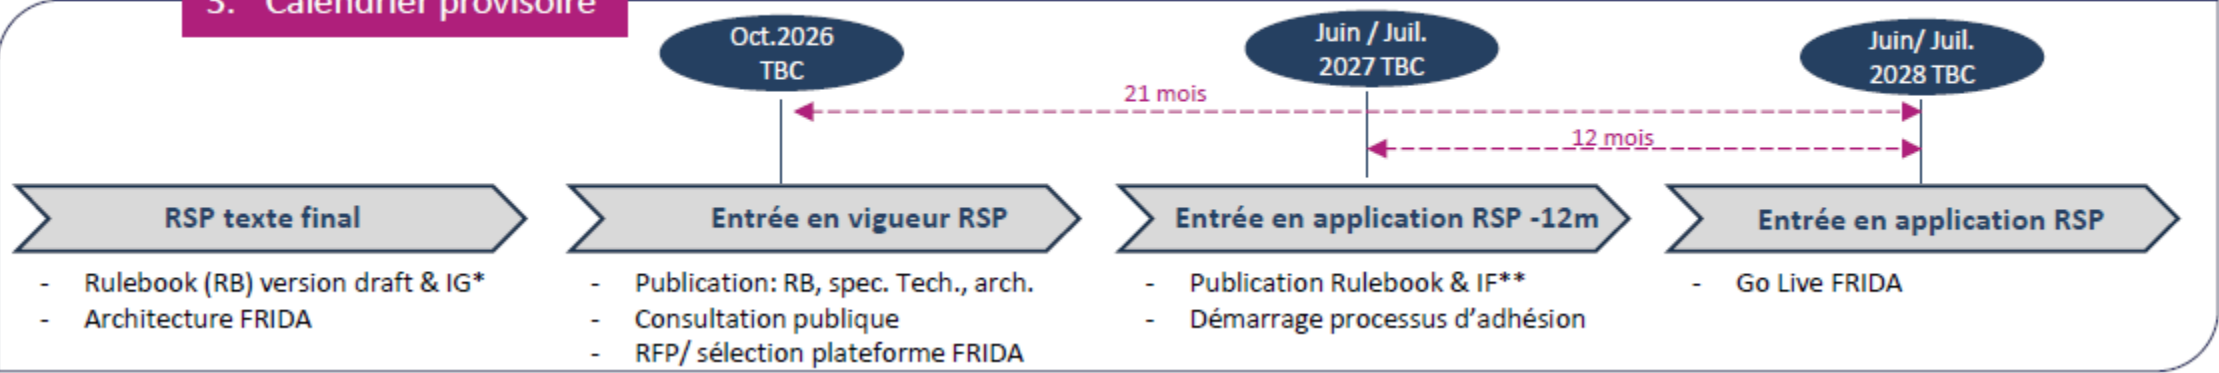 3. Calendrier provisoire
Oct.2026
TBC
Juin / Juil.
2027 TBC
Juin/ Juil.
2028 TBC
21 mois
12 mois
RSP texte final
Entrée en vigueur RSP
Entrée en application RSP -12m
Entrée en application RSP
- Rulebook (RB) version draft & IG*
- Architecture FRIDA
- Publication: RB, spec. Tech., arch.
- Consultation publique
- RFP/ sélection plateforme FRIDA
- Publication Rulebook & IF**
- Démarrage processus d’adhésion
- Go Live FRIDA